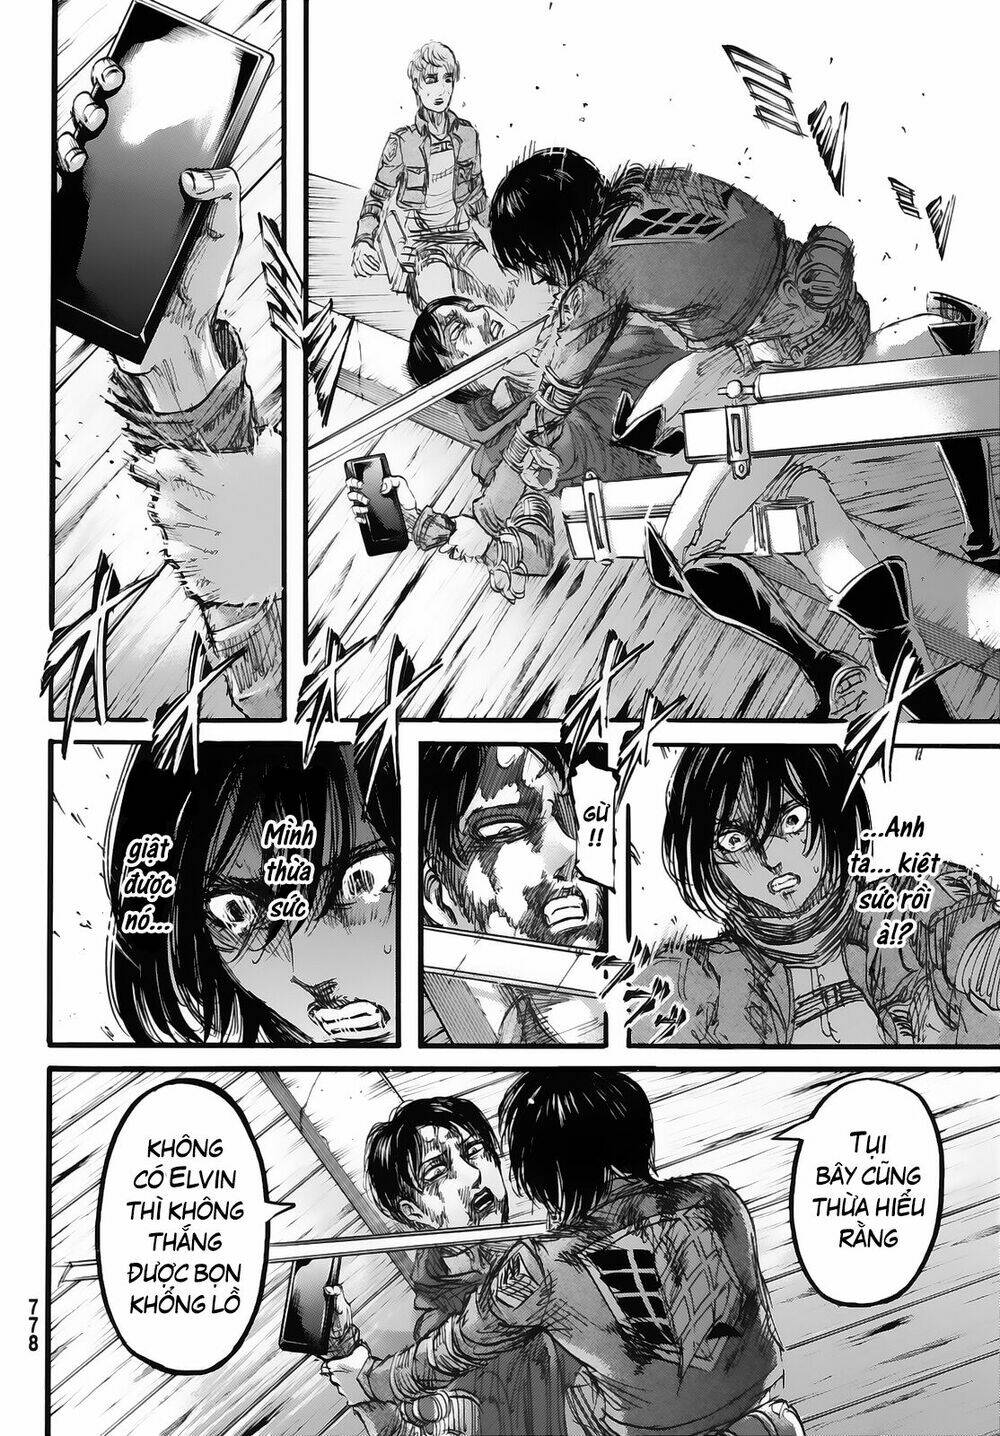 ...Anh
ta... kiệt
sức rồi
à!?
GỪ
!!
Mình
thừa
sức
giật
được
nó...
TỤI
BÂY CŨNG
THỪA HIỂU
RẰNG
KHÔNG
CÓ ELVIN
THÌ KHÔNG
THẮNG
ĐƯỢC BỌN
KHỔNG LỒ
778